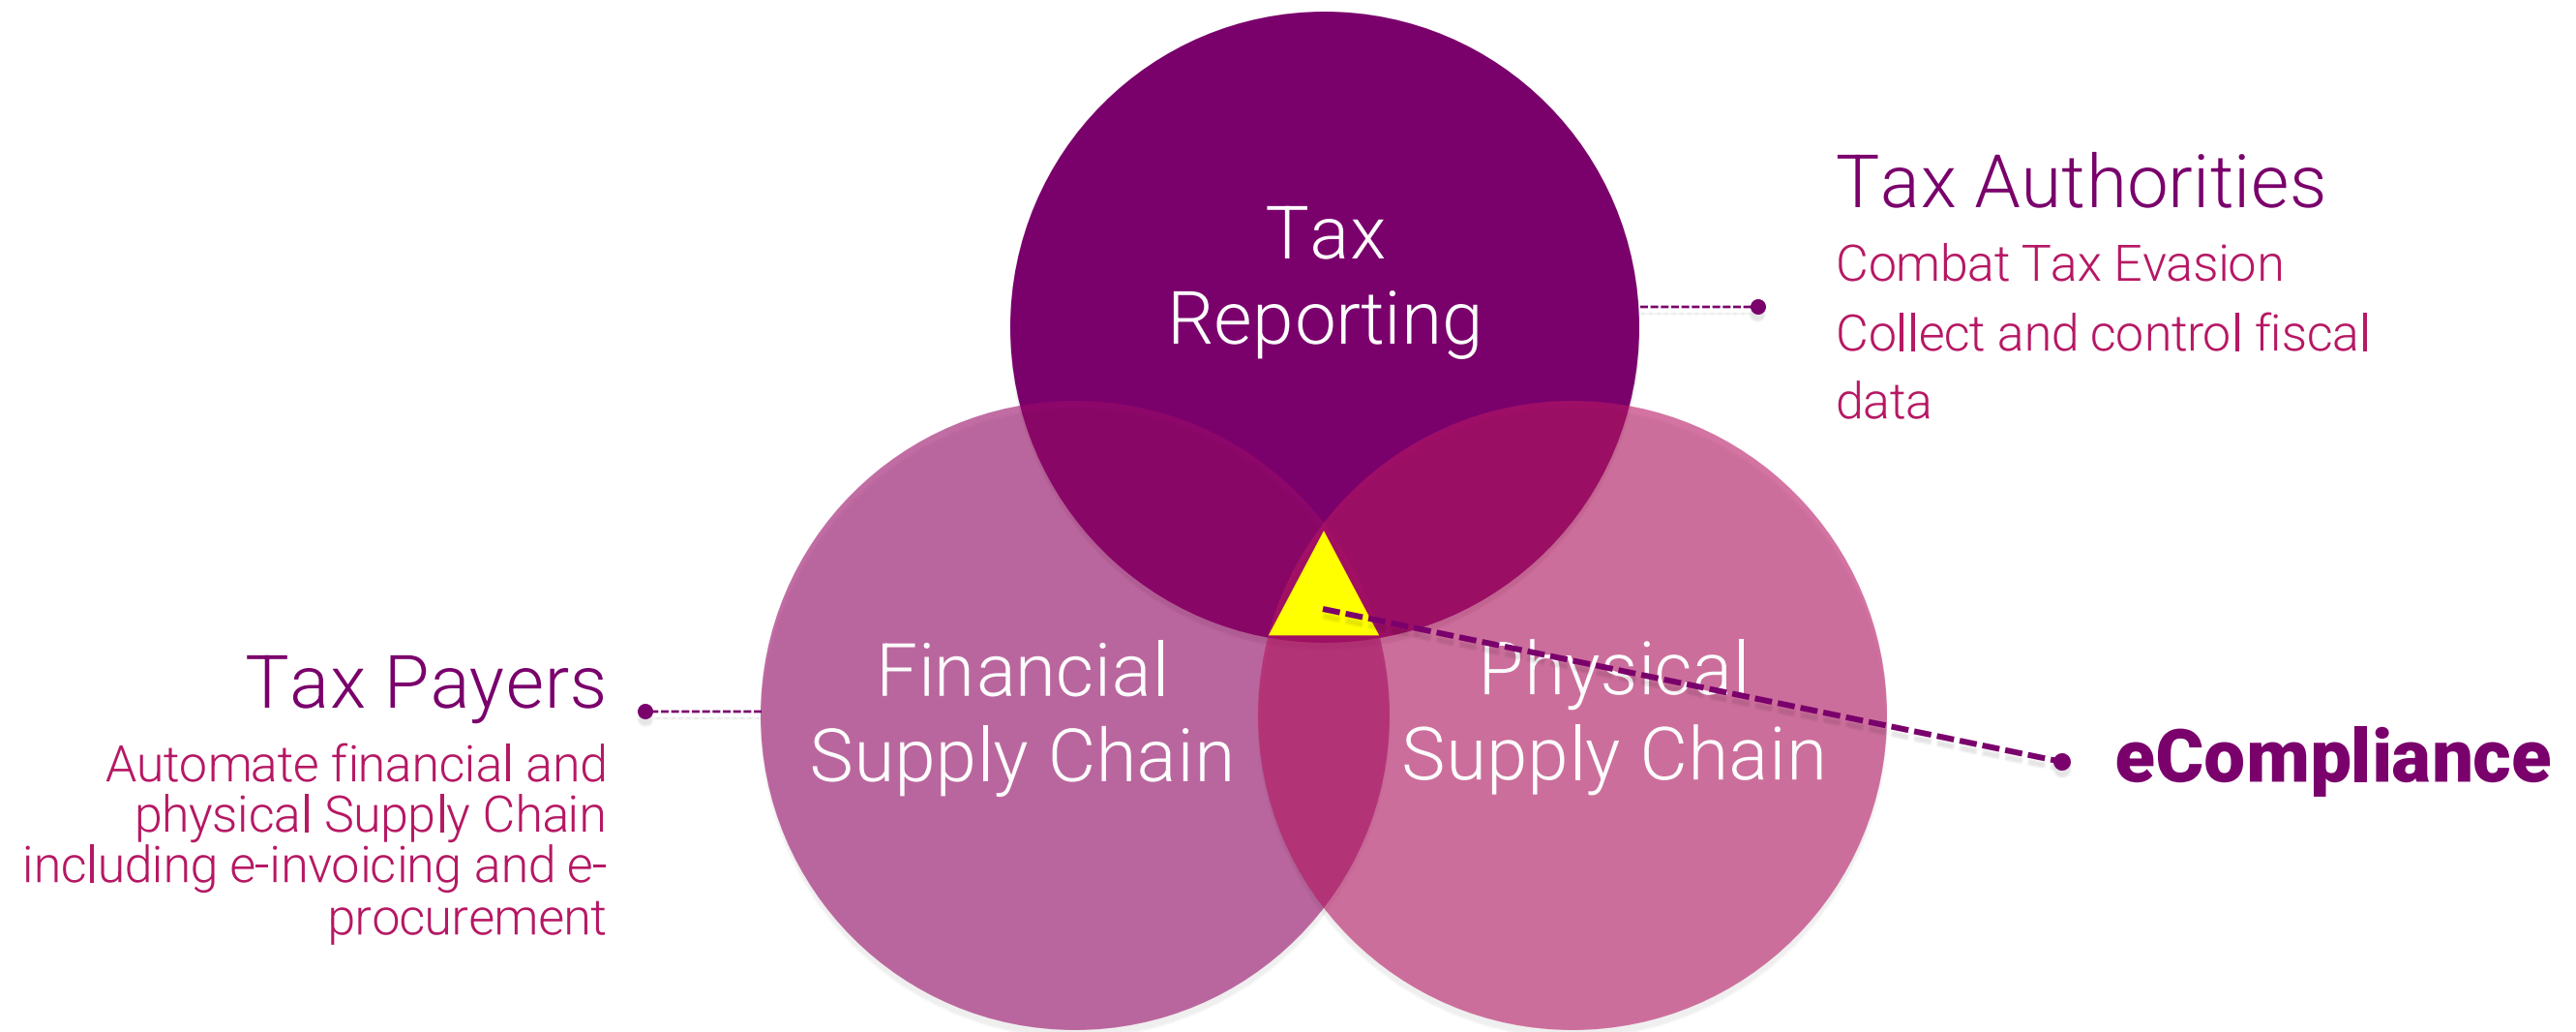 Tax
Reporting
Tax Authorities
Combat Tax Evasion
Collect and control fiscal
data
Financial
Supply Chain
Physical
Supply Chain
Tax Payers
Automate financial and
physical Supply Chain
including e-invoicing and e-
procurement
eCompliance